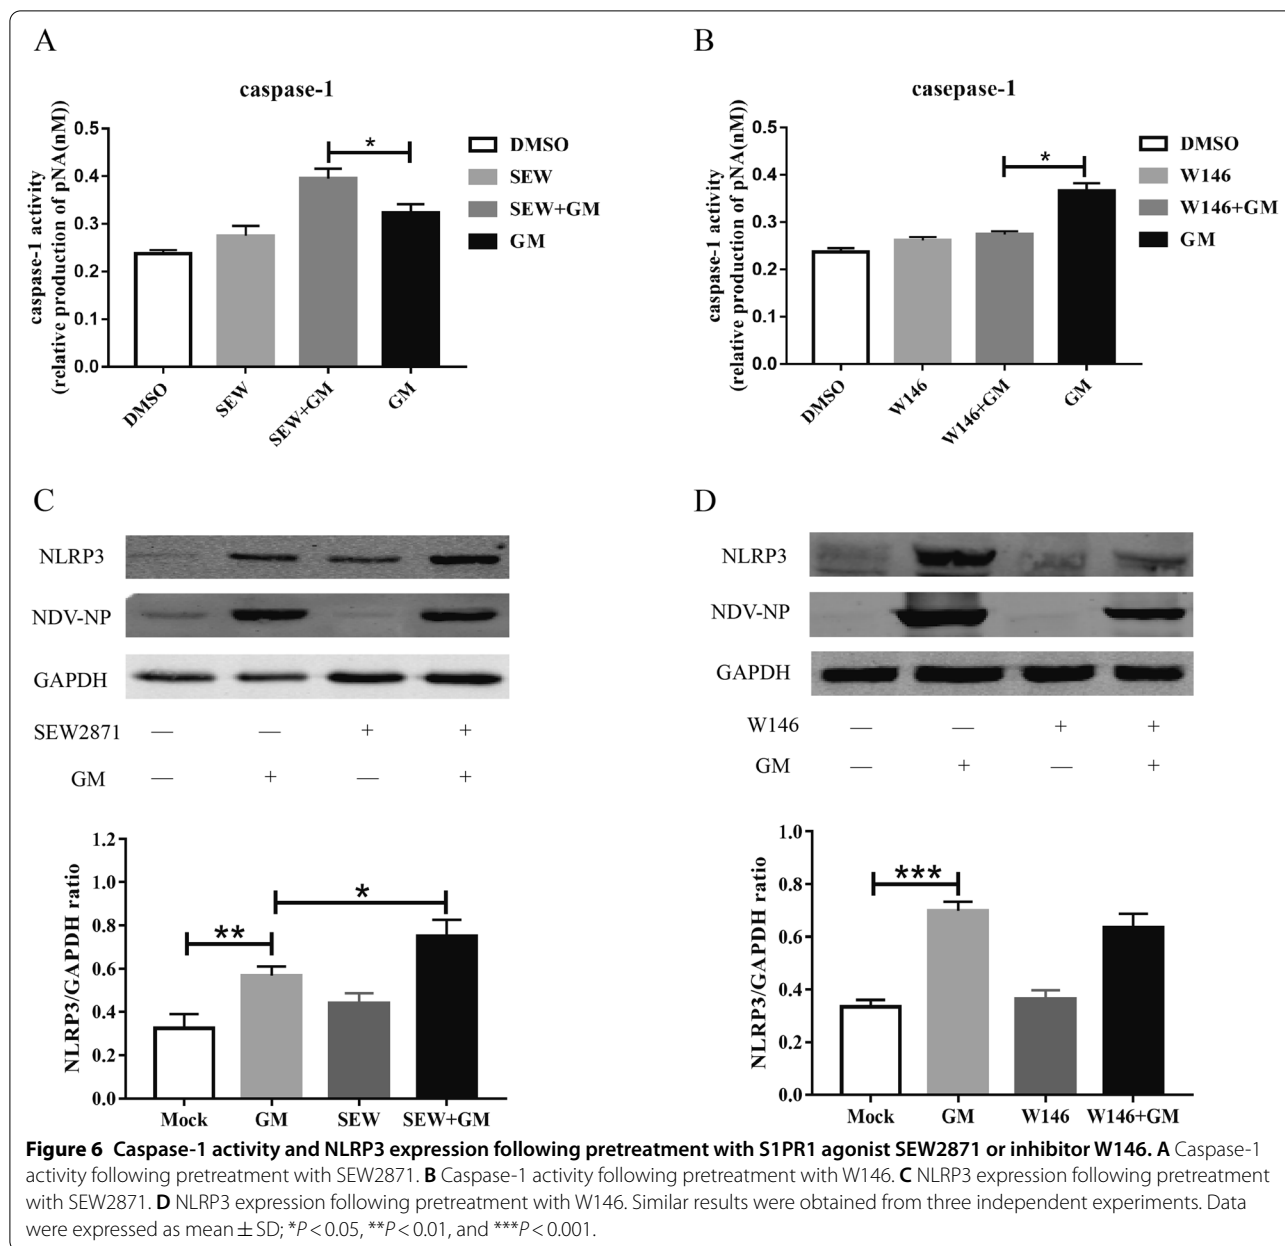 A
caspase-1
caspase-1 activity
(relative production of pNA(nM))
0.5
0.4
0.3
0.2
0.1
0.0
*
DMSO
SEW
SEW+GM
GM
DMSO
SEW
SEW+GM
GM
B
casepase-1
caspase-1 activity
(relative production of pNA(nM))
0.5
0.4
0.3
0.2
0.1
0.0
*
DMSO
W146
W146+GM
GM
DMSO
W146
W146+GM
GM
C
NLRP3
NDV-NP
GAPDH
SEW2871 — — + +
GM — + — +
NLRP3/GAPDH ratio
1.2
1.0
0.8
0.6
0.4
0.2
0.0
**
*
Mock GM SEW SEW+GM
D
NLRP3
NDV-NP
GAPDH
W146 — — + +
GM — + — +
NLRP3/GAPDH ratio
1.0
0.8
0.6
0.4
0.2
0.0
***
Mock GM W146 W146+GM
Figure 6 Caspase-1 activity and NLRP3 expression following pretreatment with S1PR1 agonist SEW2871 or inhibitor W146. A Caspase-1
activity following pretreatment with SEW2871. B Caspase-1 activity following pretreatment with W146. C NLRP3 expression following pretreatment
with SEW2871. D NLRP3 expression following pretreatment with W146. Similar results were obtained from three independent experiments. Data
were expressed as mean ± SD; *P < 0.05, **P < 0.01, and ***P < 0.001.